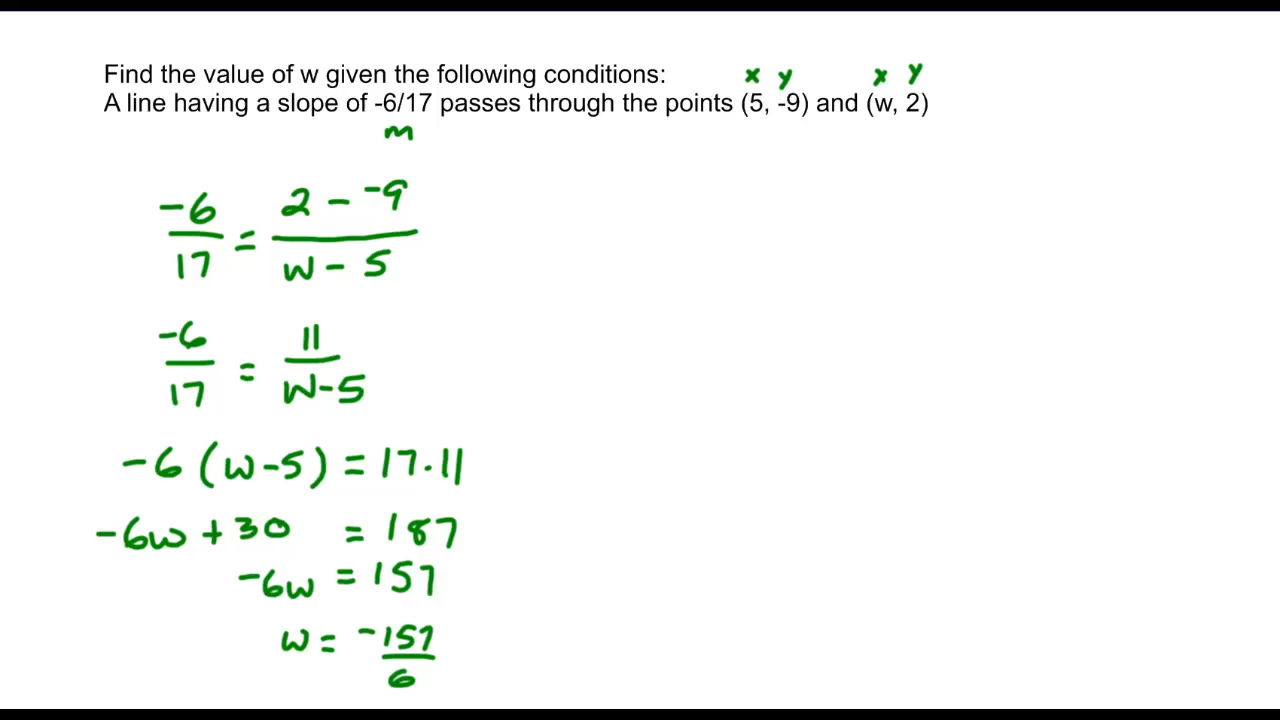 Find the value of w given the following conditions: x y x y
A line having a slope of -6/17 passes through the points (5, -9) and (w, 2)
m
-6/17 = (2 - -9)/(w - 5)
-6/17 = 11/(w-5)
-6(w-5) = 17·11
-6w + 30 = 187
-6w = 157
w = -157/6